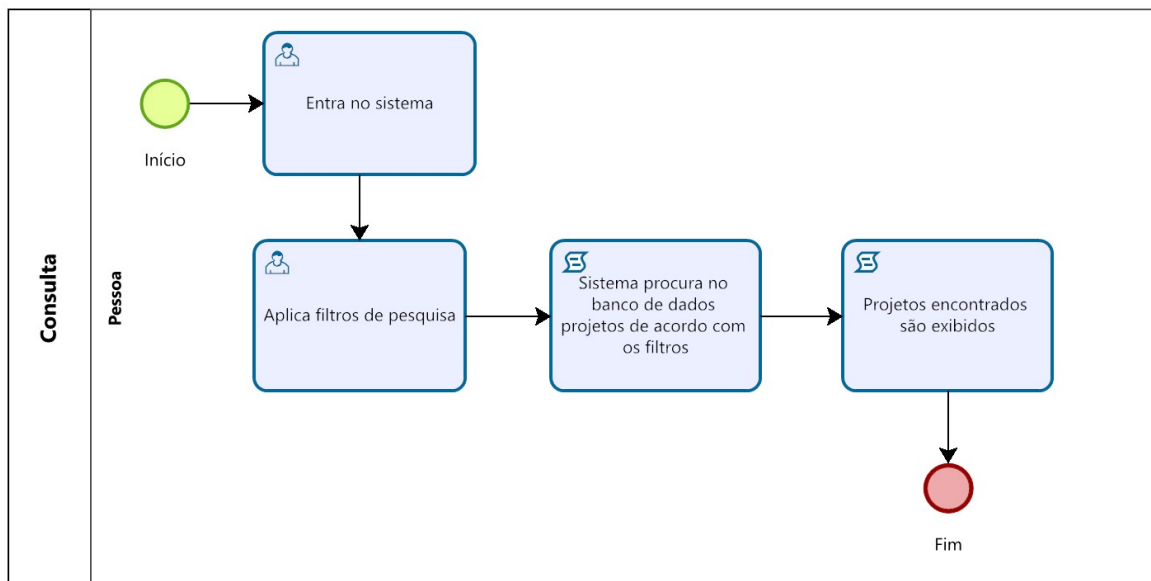 Consulta
Pessoa
Início
Entra no sistema
Aplica filtros de pesquisa
Sistema procura no
banco de dados
projetos de acordo com
os filtros
Projetos encontrados
são exibidos
Fim